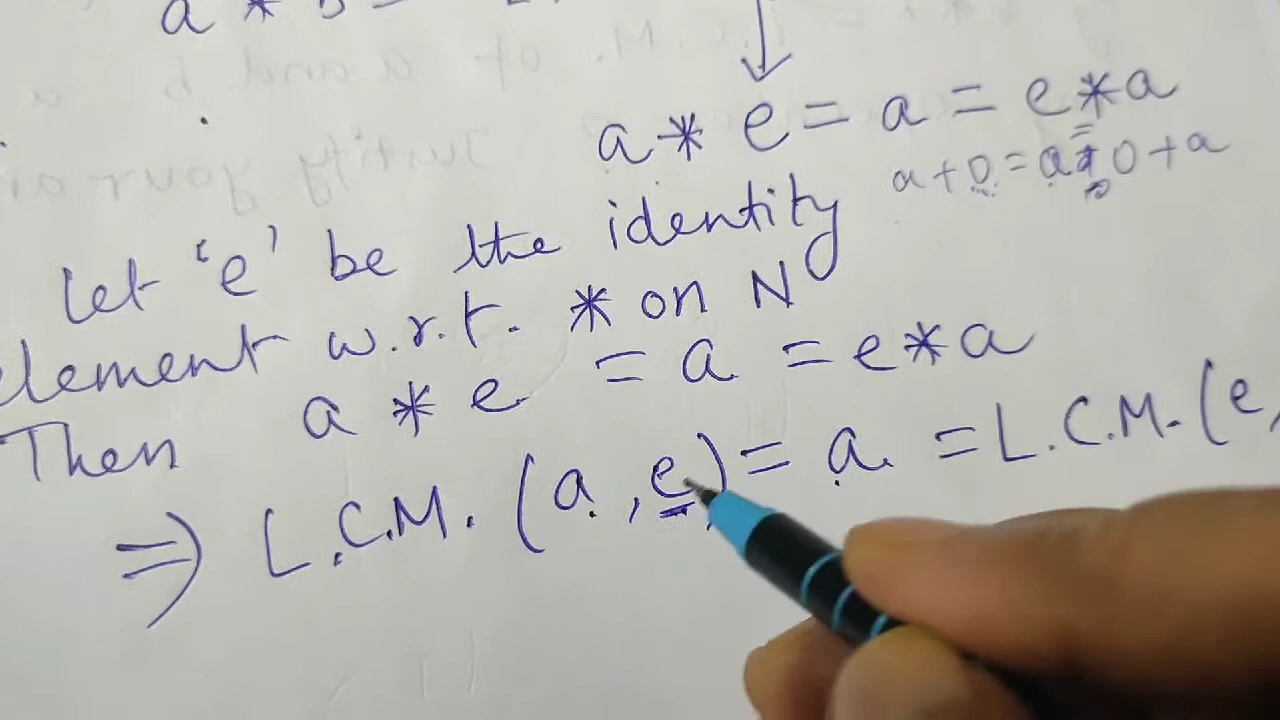 a *
a * e = a = e * a
a + 0 = a = 0 + a
Let 'e' be the identity
element w.r.t. * on N
Then a * e = a = e * a
⇒ L.C.M. (a, e) = a. = L.C.M. (e,